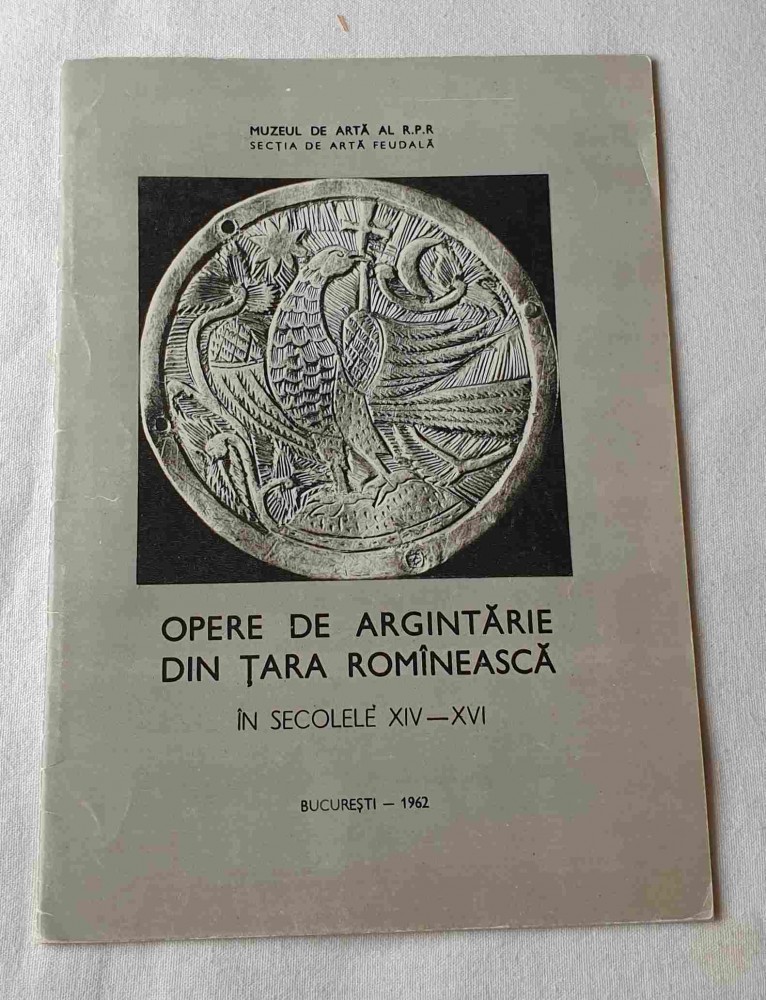 MUZEUL DE ARTĂ AL R.P.R
SECȚIA DE ARTĂ FEUDALĂ
OPERE DE ARGINTĂRIE
DIN ȚARA ROMÎNEASCĂ
ÎN SECOLELE XIV—XVI
BUCUREȘTI — 1962